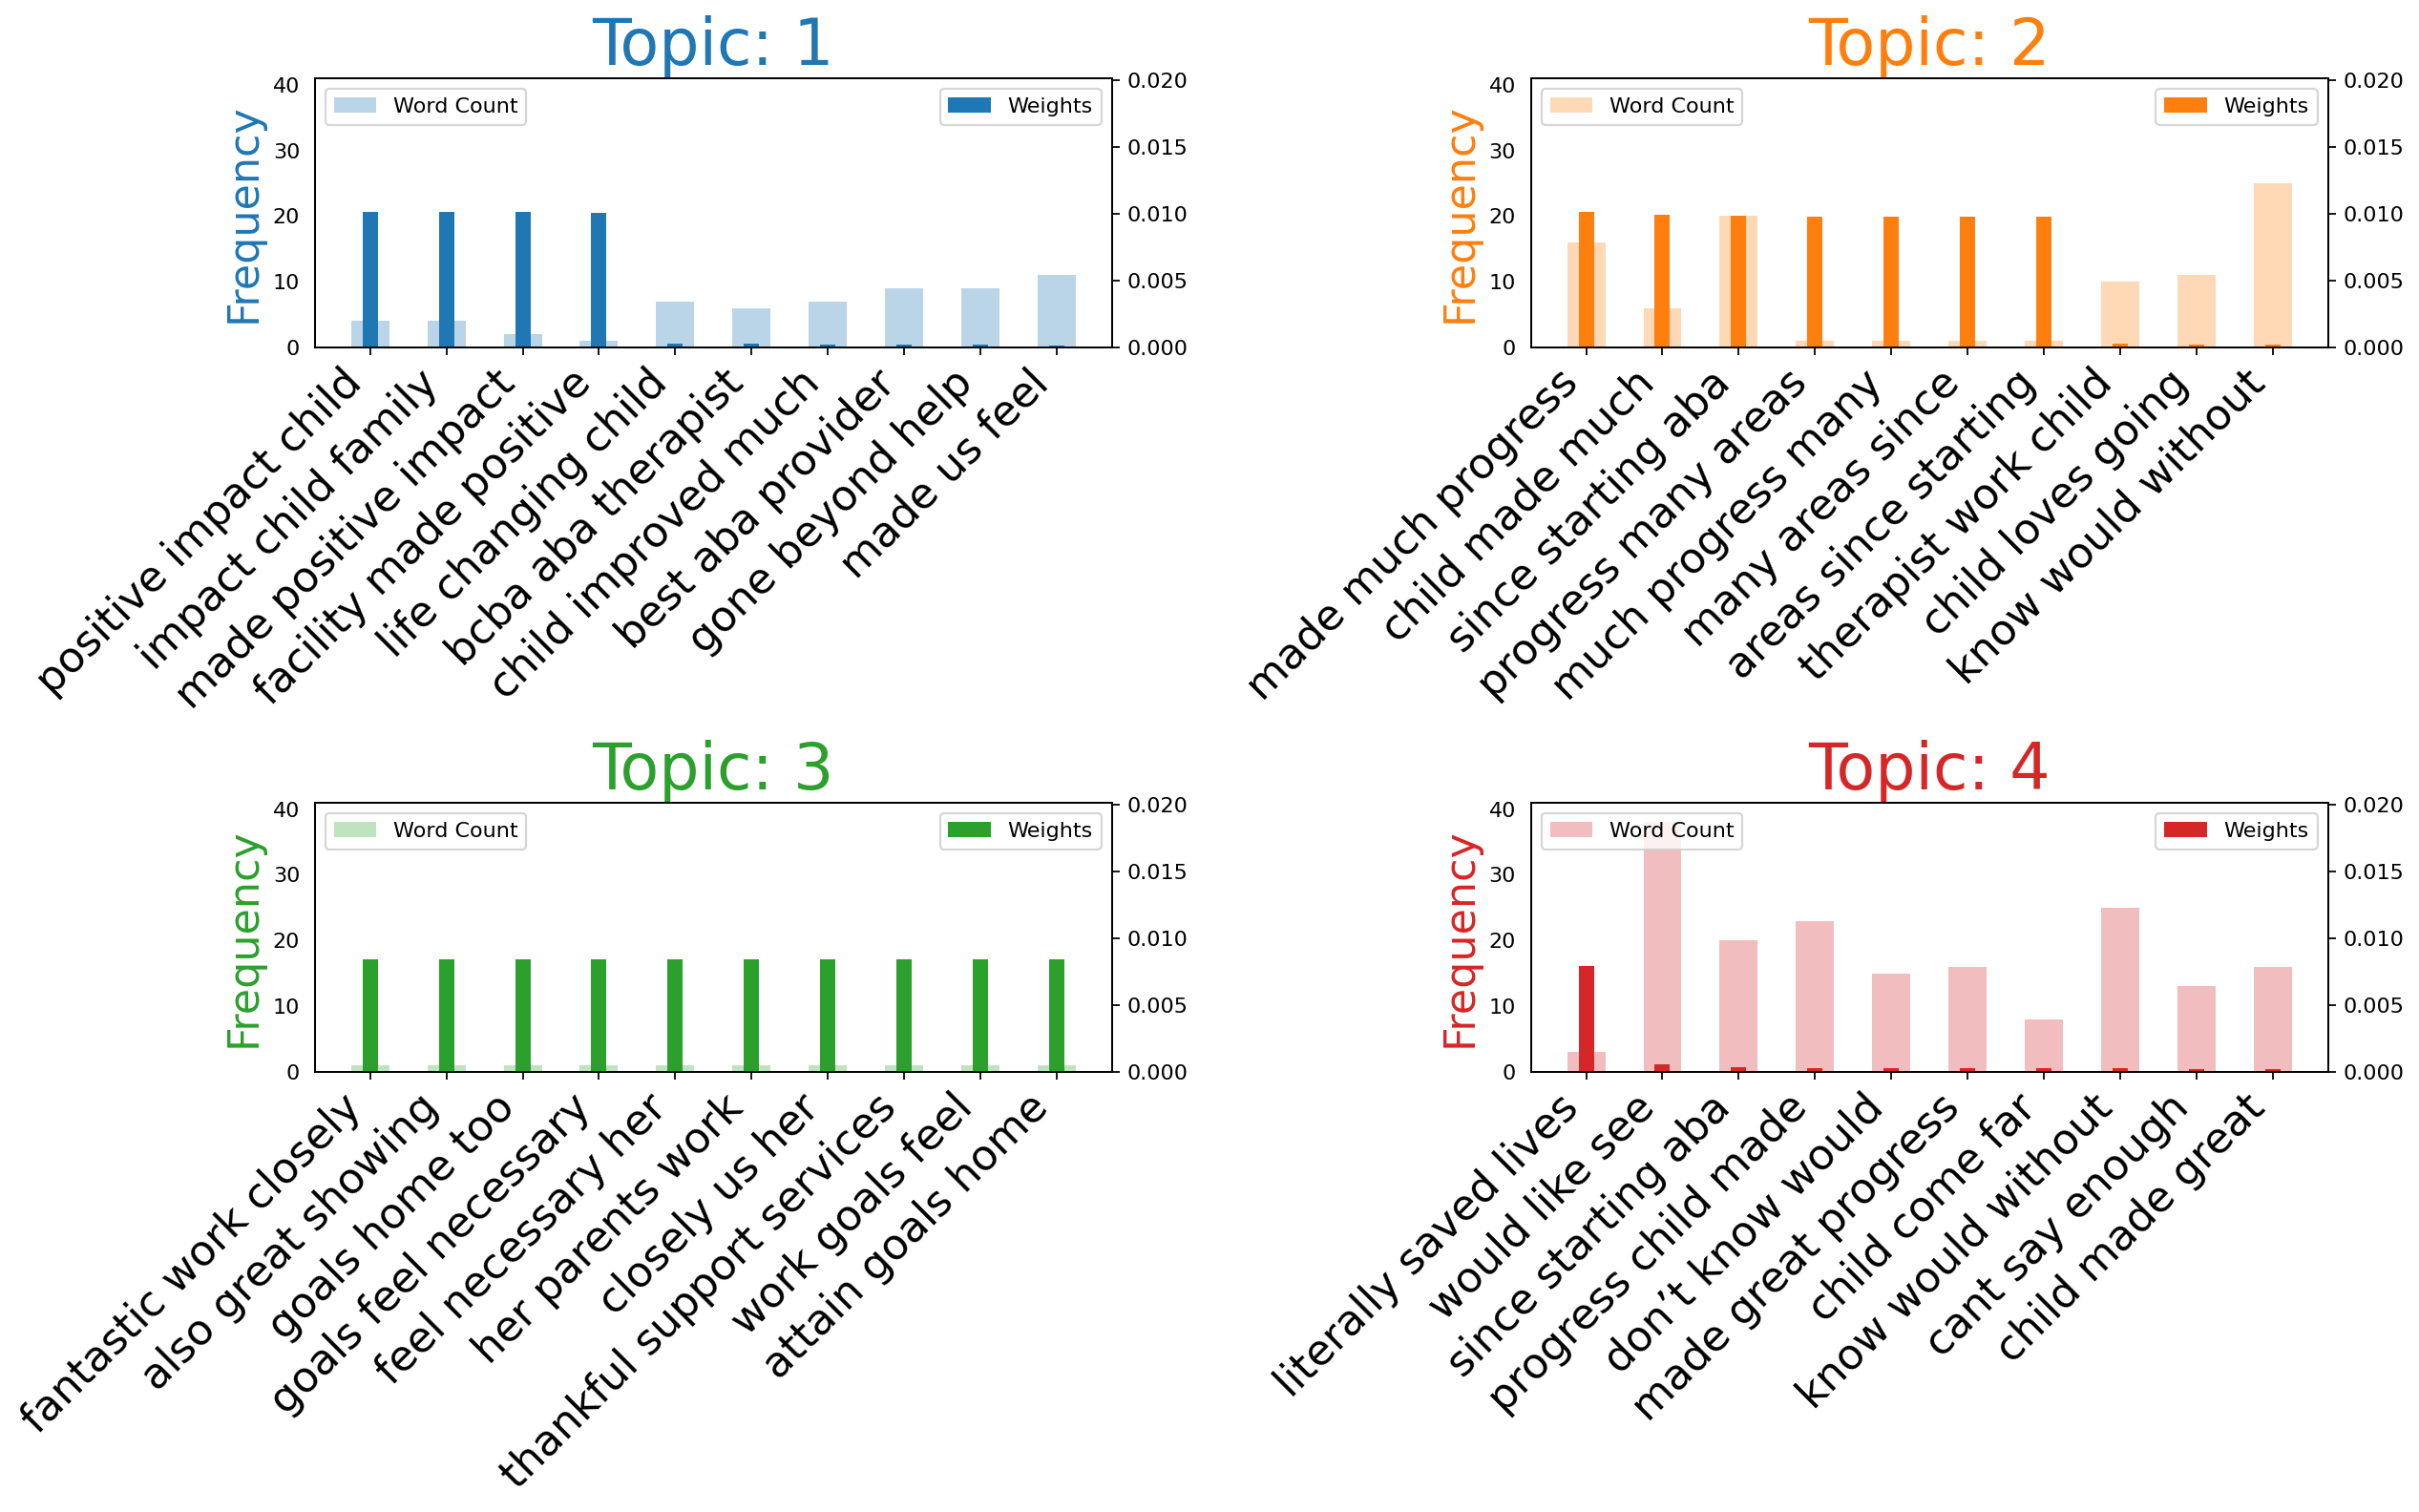 Topic: 1
Frequency
40
30
20
10
0
Word Count
Weights
0.020
0.015
0.010
0.005
0.000
positive impact child
impact child family
made positive impact
facility made positive
life changing child
bcba aba therapist
child improved much
best aba provider
gone beyond help
made us feel
Topic: 2
Frequency
40
30
20
10
0
Word Count
Weights
0.020
0.015
0.010
0.005
0.000
made much progress
child made much
since starting aba
progress many areas
much progress many
many areas since
areas since starting
therapist work child
child loves going
know would without
Topic: 3
Frequency
40
30
20
10
0
Word Count
Weights
0.020
0.015
0.010
0.005
0.000
fantastic work closely
also great showing
goals home too
goals feel necessary
feel necessary her
her parents work
closely us her
thankful support services
work goals feel
attain goals home
Topic: 4
Frequency
40
30
20
10
0
Word Count
Weights
0.020
0.015
0.010
0.005
0.000
literally saved lives
would like see
since starting aba
progress child made
don’t know would
made great progress
child come far
know would without
cant say enough
child made great